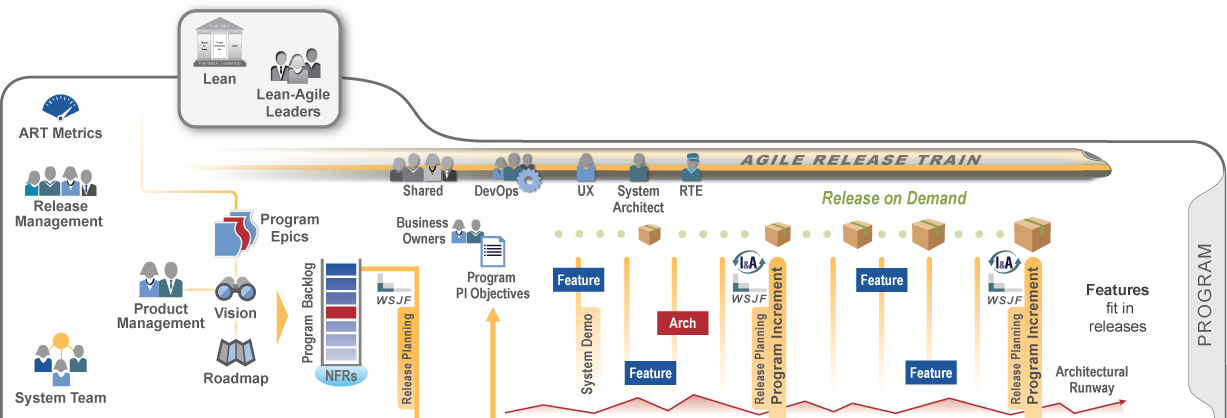 Lean
Lean-Agile
Leaders
ART Metrics
Release
Management
AGILE RELEASE TRAIN
Shared
DevOps
UX
System
Architect
RTE
Release on Demand
Program
Epics
Business
Owners
Program
PI Objectives
Product
Management
Vision
Roadmap
System Team
Program Backlog
NFRs
WSJF
Release Planning
Feature
System Demo
Feature
Arch
I&A
WSJF
Release Planning
Program Increment
Feature
Feature
I&A
WSJF
Release Planning
Program Increment
Features
fit in
releases
Architectural
Runway
PROGRAM